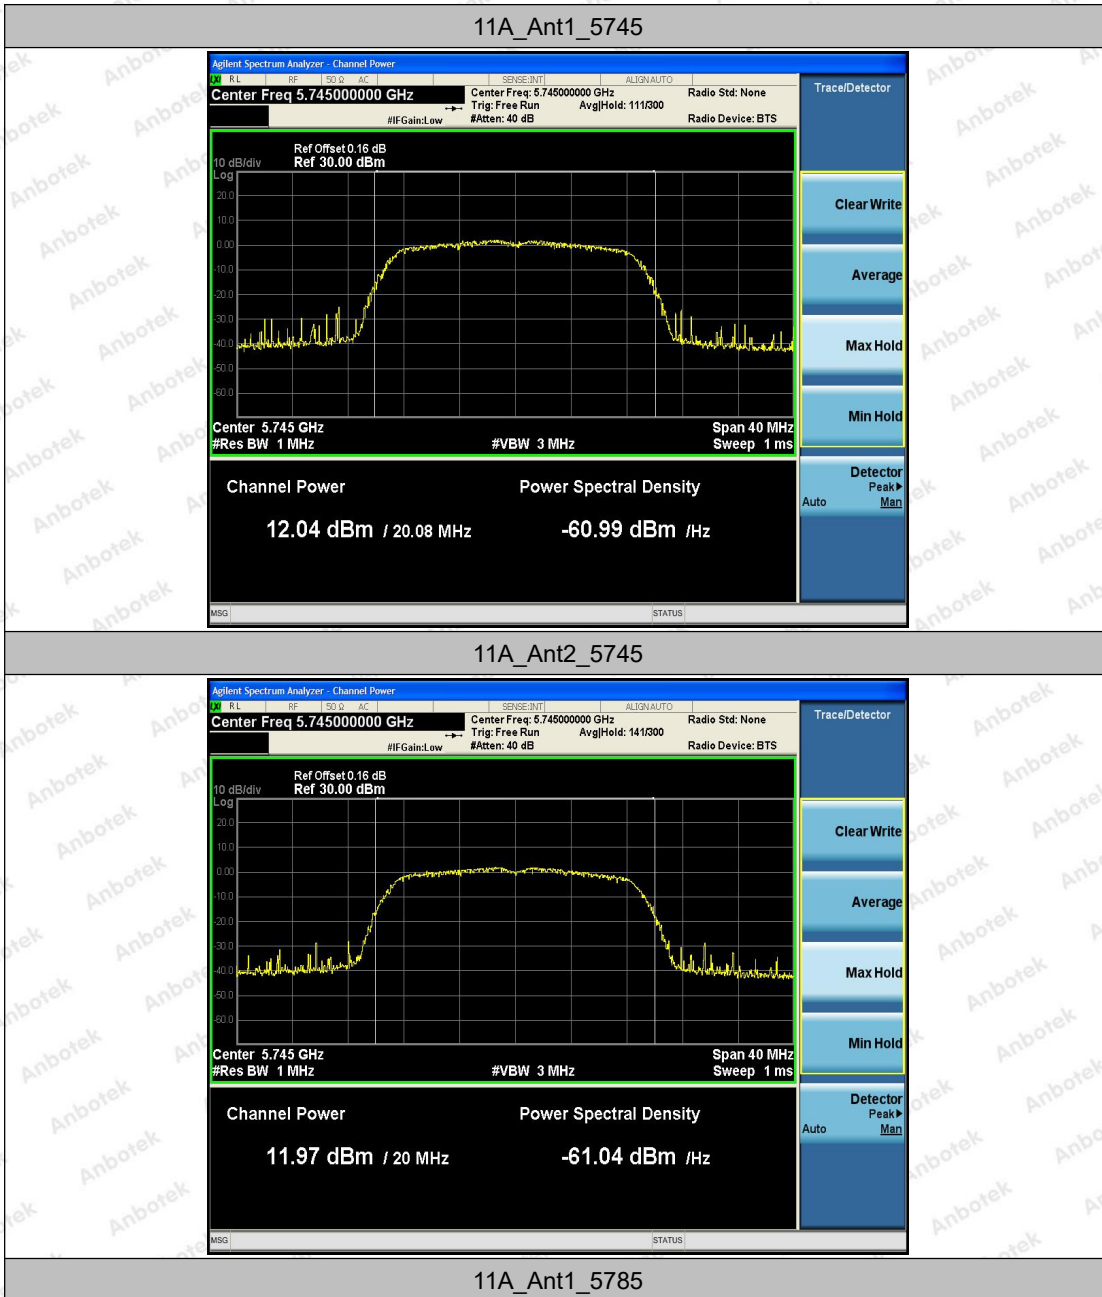 11A_Ant1_5745
Agilent Spectrum Analyzer - Channel Power
LXI RL RF 50 Ω AC SENSE:INT ALIGNAUTO
Center Freq 5.745000000 GHz
Center Freq: 5.745000000 GHz
Radio Std: None
Trig: Free Run Avg|Hold: 111/300
#IFGain:Low #Atten: 40 dB Radio Device: BTS
Ref Offset 0.16 dB
10 dB/div Ref 30.00 dBm
Log
20.0
10.0
0.00
-10.0
-20.0
-30.0
-40.0
-50.0
-60.0
Center 5.745 GHz Span 40 MHz
#Res BW 1 MHz #VBW 3 MHz Sweep 1 ms
Channel Power Power Spectral Density
12.04 dBm / 20.08 MHz -60.99 dBm /Hz
MSG STATUS
Trace/Detector
Clear Write
Average
Max Hold
Min Hold
Detector
Peak▶
Auto Man
11A_Ant2_5745
Agilent Spectrum Analyzer - Channel Power
LXI RL RF 50 Ω AC SENSE:INT ALIGNAUTO
Center Freq 5.745000000 GHz
Center Freq: 5.745000000 GHz
Radio Std: None
Trig: Free Run Avg|Hold: 141/300
#IFGain:Low #Atten: 40 dB Radio Device: BTS
Ref Offset 0.16 dB
10 dB/div Ref 30.00 dBm
Log
20.0
10.0
0.00
-10.0
-20.0
-30.0
-40.0
-50.0
-60.0
Center 5.745 GHz Span 40 MHz
#Res BW 1 MHz #VBW 3 MHz Sweep 1 ms
Channel Power Power Spectral Density
11.97 dBm / 20 MHz -61.04 dBm /Hz
MSG STATUS
Trace/Detector
Clear Write
Average
Max Hold
Min Hold
Detector
Peak▶
Auto Man
11A_Ant1_5785
Anbotek